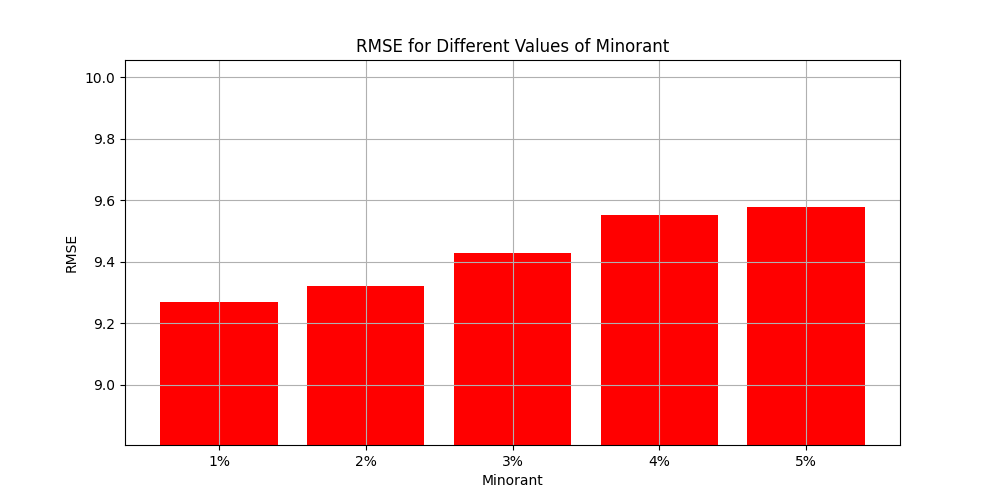 RMSE for Different Values of Minorant
10.0
9.8
9.6
9.4
9.2
9.0
RMSE
1% 2% 3% 4% 5%
Minorant